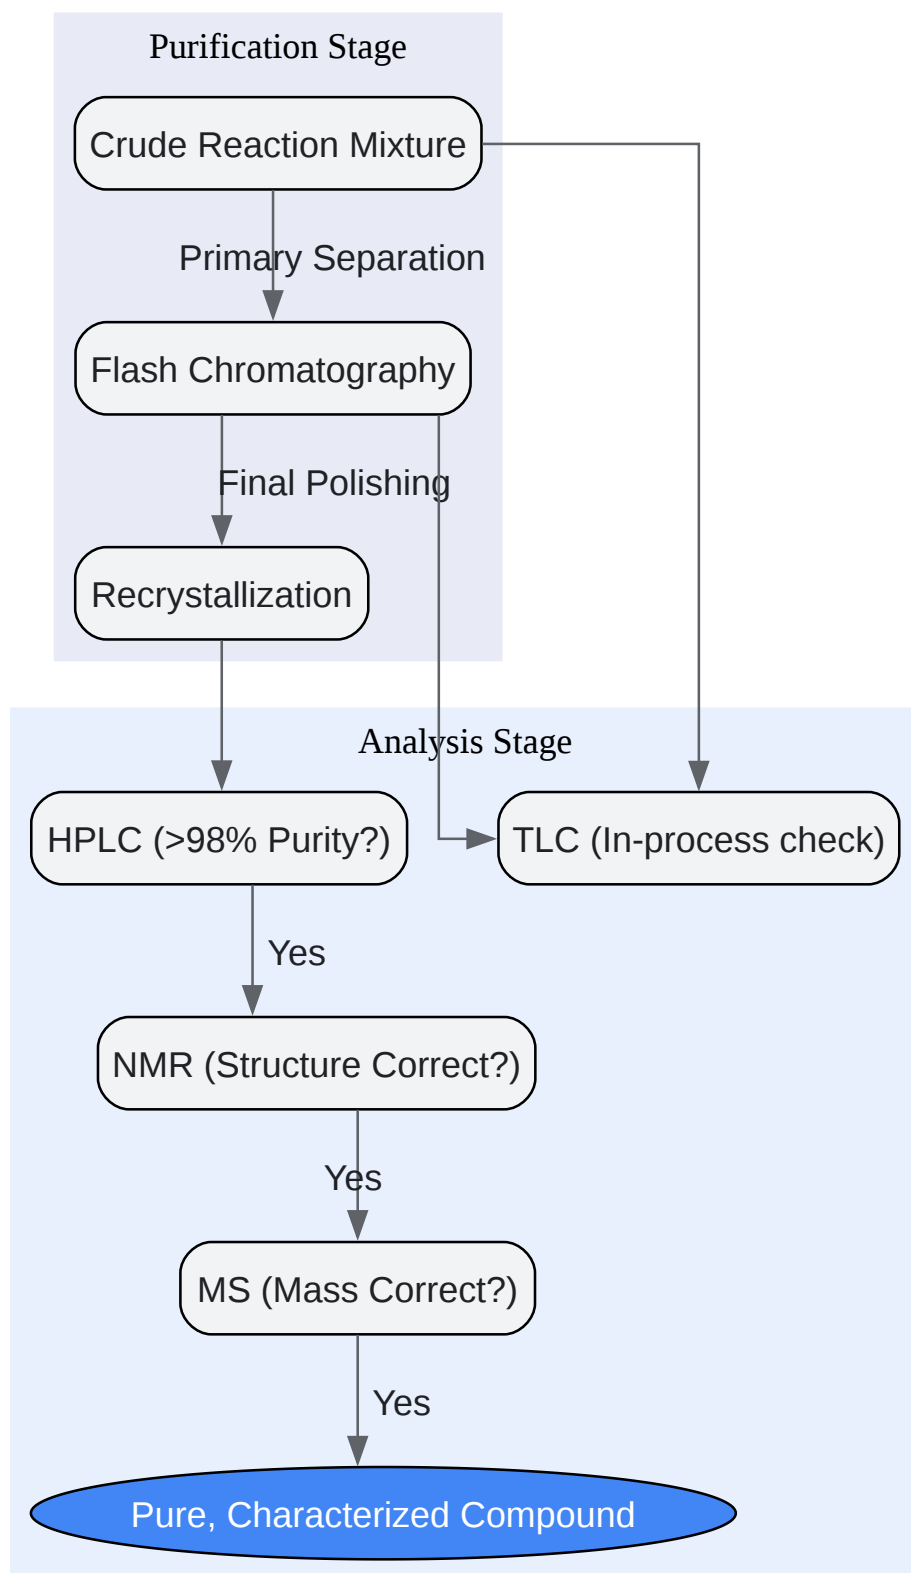 Purification Stage
Crude Reaction Mixture
Primary Separation
Flash Chromatography
Final Polishing
Recrystallization
Analysis Stage
HPLC (>98% Purity?)
TLC (In-process check)
Yes
NMR (Structure Correct?)
Yes
MS (Mass Correct?)
Yes
Pure, Characterized Compound